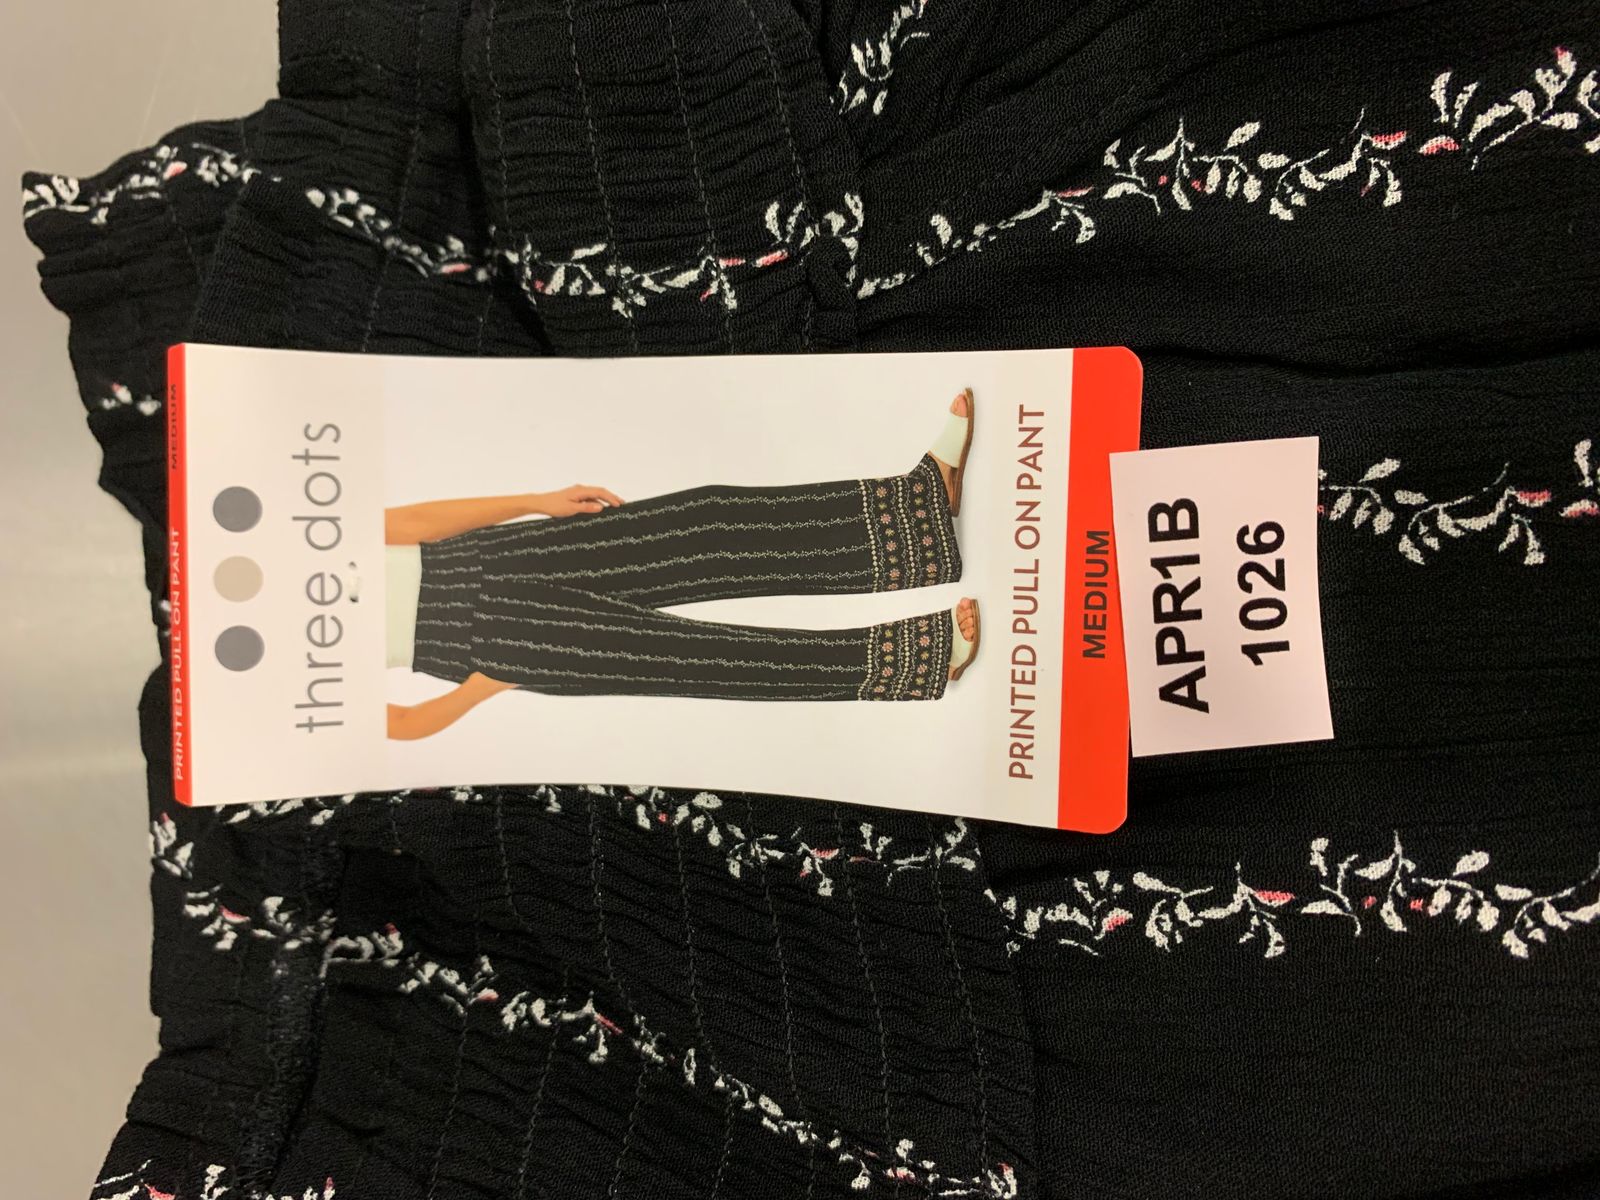 PRINTED PULL ON PANT MEDIUM
three dots
PRINTED PULL ON PANT
MEDIUM
APR1B
1026